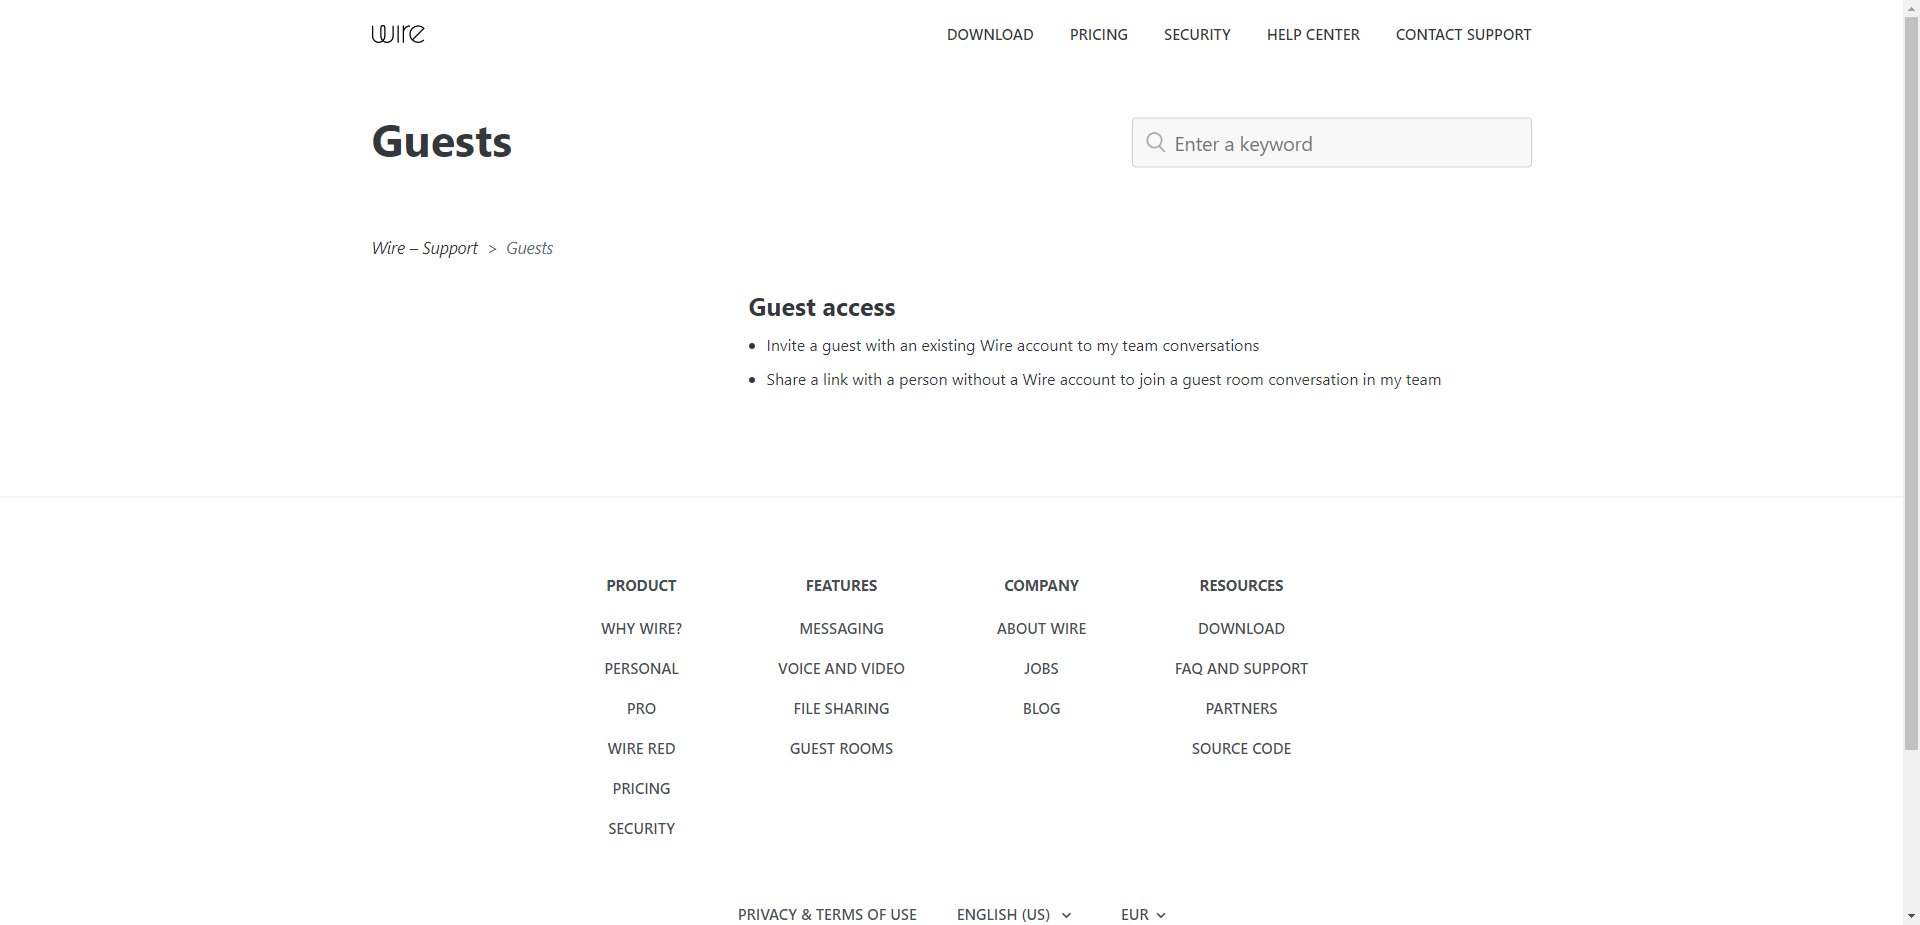 wire
DOWNLOAD PRICING SECURITY HELP CENTER CONTACT SUPPORT
Guests
Enter a keyword
Wire – Support > Guests
Guest access
• Invite a guest with an existing Wire account to my team conversations
• Share a link with a person without a Wire account to join a guest room conversation in my team
PRODUCT
WHY WIRE?
PERSONAL
PRO
WIRE RED
PRICING
SECURITY
FEATURES
MESSAGING
VOICE AND VIDEO
FILE SHARING
GUEST ROOMS
COMPANY
ABOUT WIRE
JOBS
BLOG
RESOURCES
DOWNLOAD
FAQ AND SUPPORT
PARTNERS
SOURCE CODE
PRIVACY & TERMS OF USE ENGLISH (US) EUR